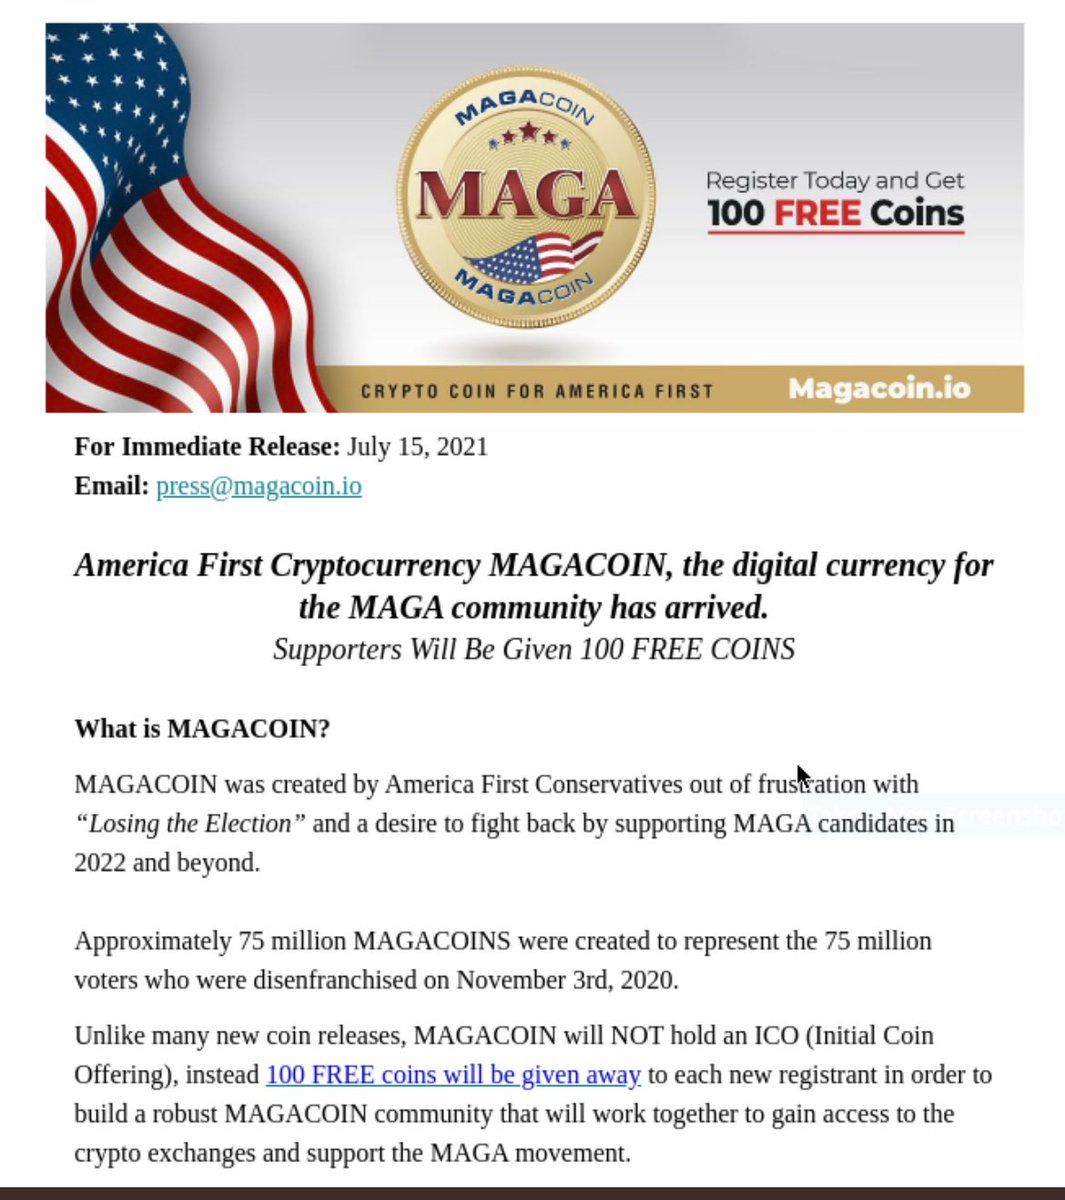 MAGACOIN
MAGA
MAGACOIN
Register Today and Get
100 FREE Coins
CRYPTO COIN FOR AMERICA FIRST
Magacoin.io
For Immediate Release: July 15, 2021
Email: press@magacoin.io
America First Cryptocurrency MAGACOIN, the digital currency for
the MAGA community has arrived.
Supporters Will Be Given 100 FREE COINS
What is MAGACOIN?
MAGACOIN was created by America First Conservatives out of frustration with
“Losing the Election” and a desire to fight back by supporting MAGA candidates in
2022 and beyond.
Approximately 75 million MAGACOINS were created to represent the 75 million
voters who were disenfranchised on November 3rd, 2020.
Unlike many new coin releases, MAGACOIN will NOT hold an ICO (Initial Coin
Offering), instead 100 FREE coins will be given away to each new registrant in order to
build a robust MAGACOIN community that will work together to gain access to the
crypto exchanges and support the MAGA movement.